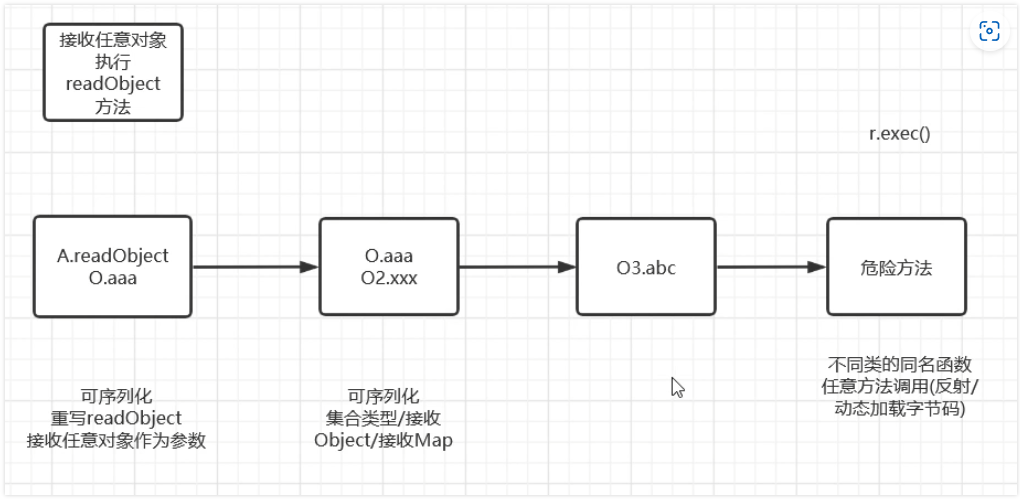 接收任意对象
执行
readObject
方法
r.exec()
A.readObject
O.aaa
O.aaa
O2.xxx
O3.abc
危险方法
可序列化
重写readObject
接收任意对象作为参数
可序列化
集合类型/接收
Object/接收Map
不同类的同名函数
任意方法调用(反射/
动态加载字节码)